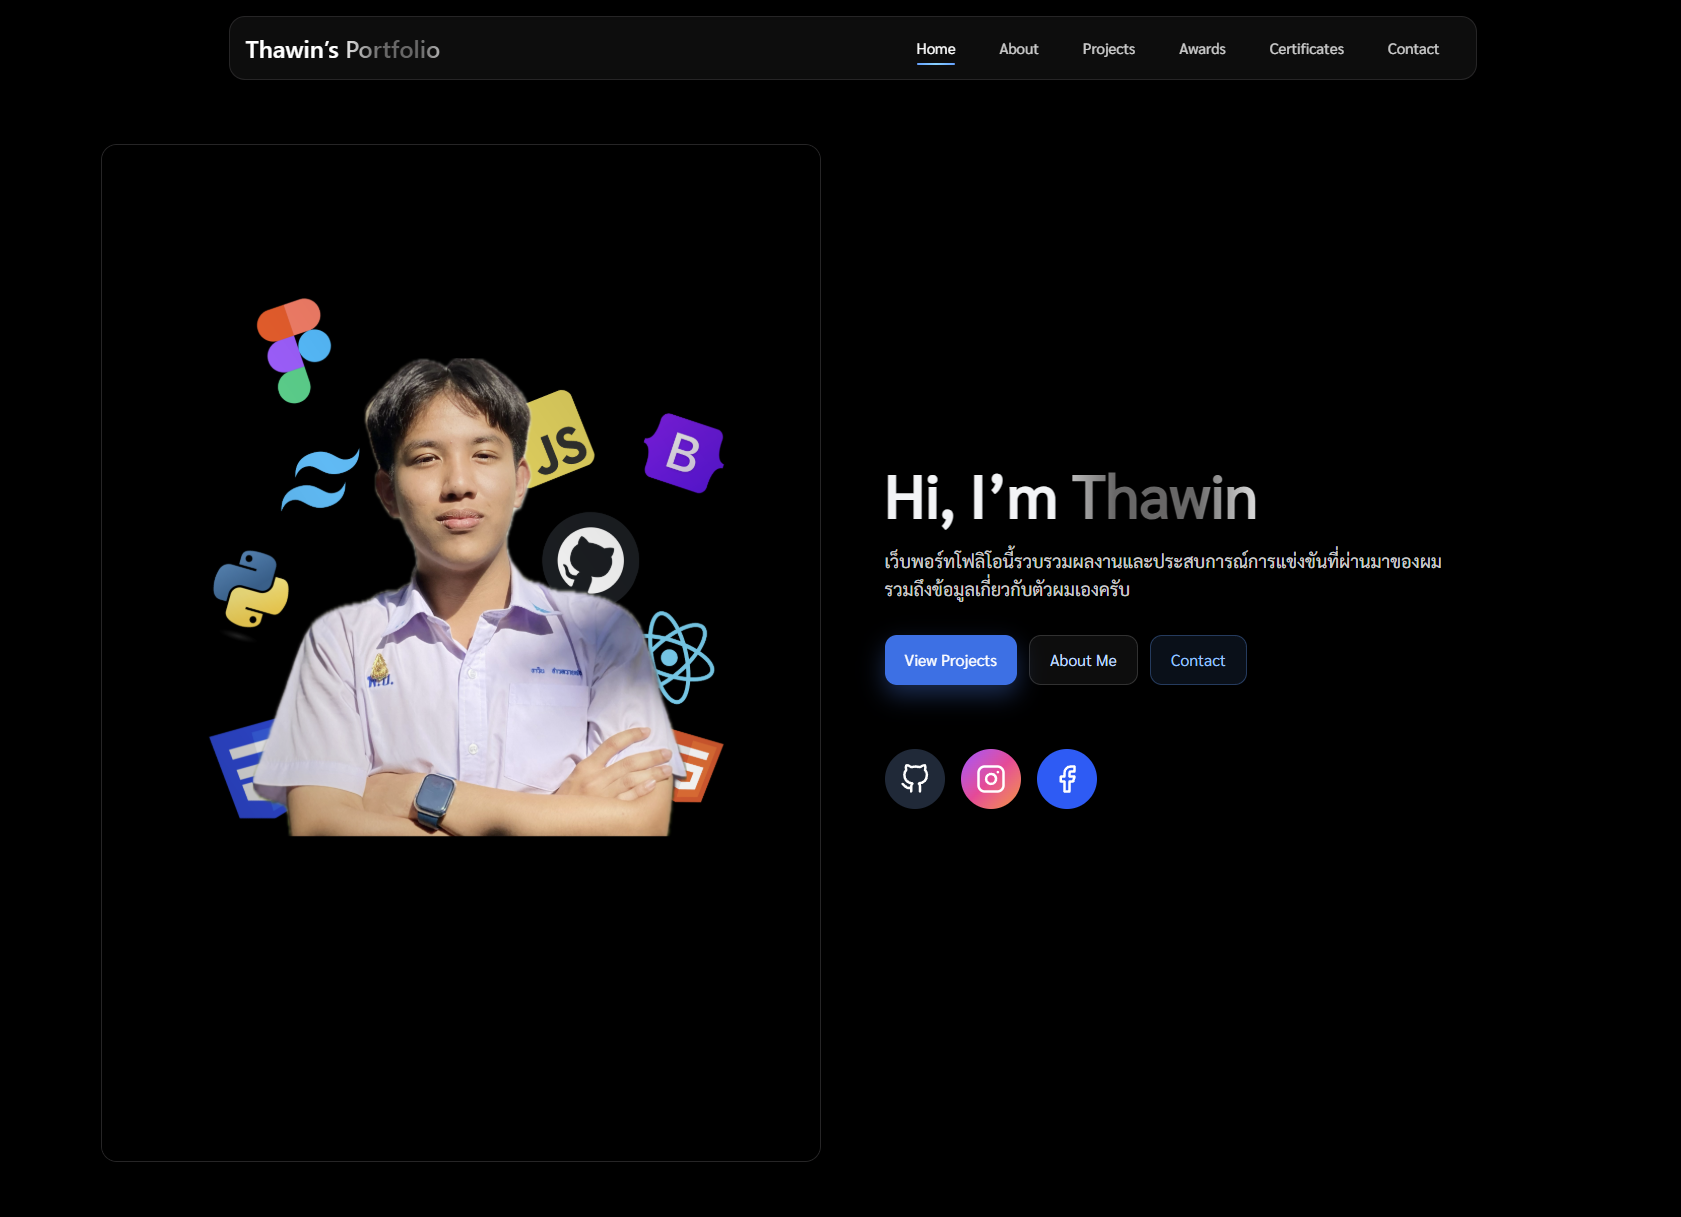 Thawin’s Portfolio
Home
About
Projects
Awards
Certificates
Contact
JS
B
พ.ป.
Hi, I’m Thawin
เว็บพอร์ทโฟลิโอนี้รวบรวมผลงานและประสบการณ์การแข่งขันที่ผ่านมาของผม
รวมถึงข้อมูลเกี่ยวกับตัวผมเองครับ
View Projects
About Me
Contact